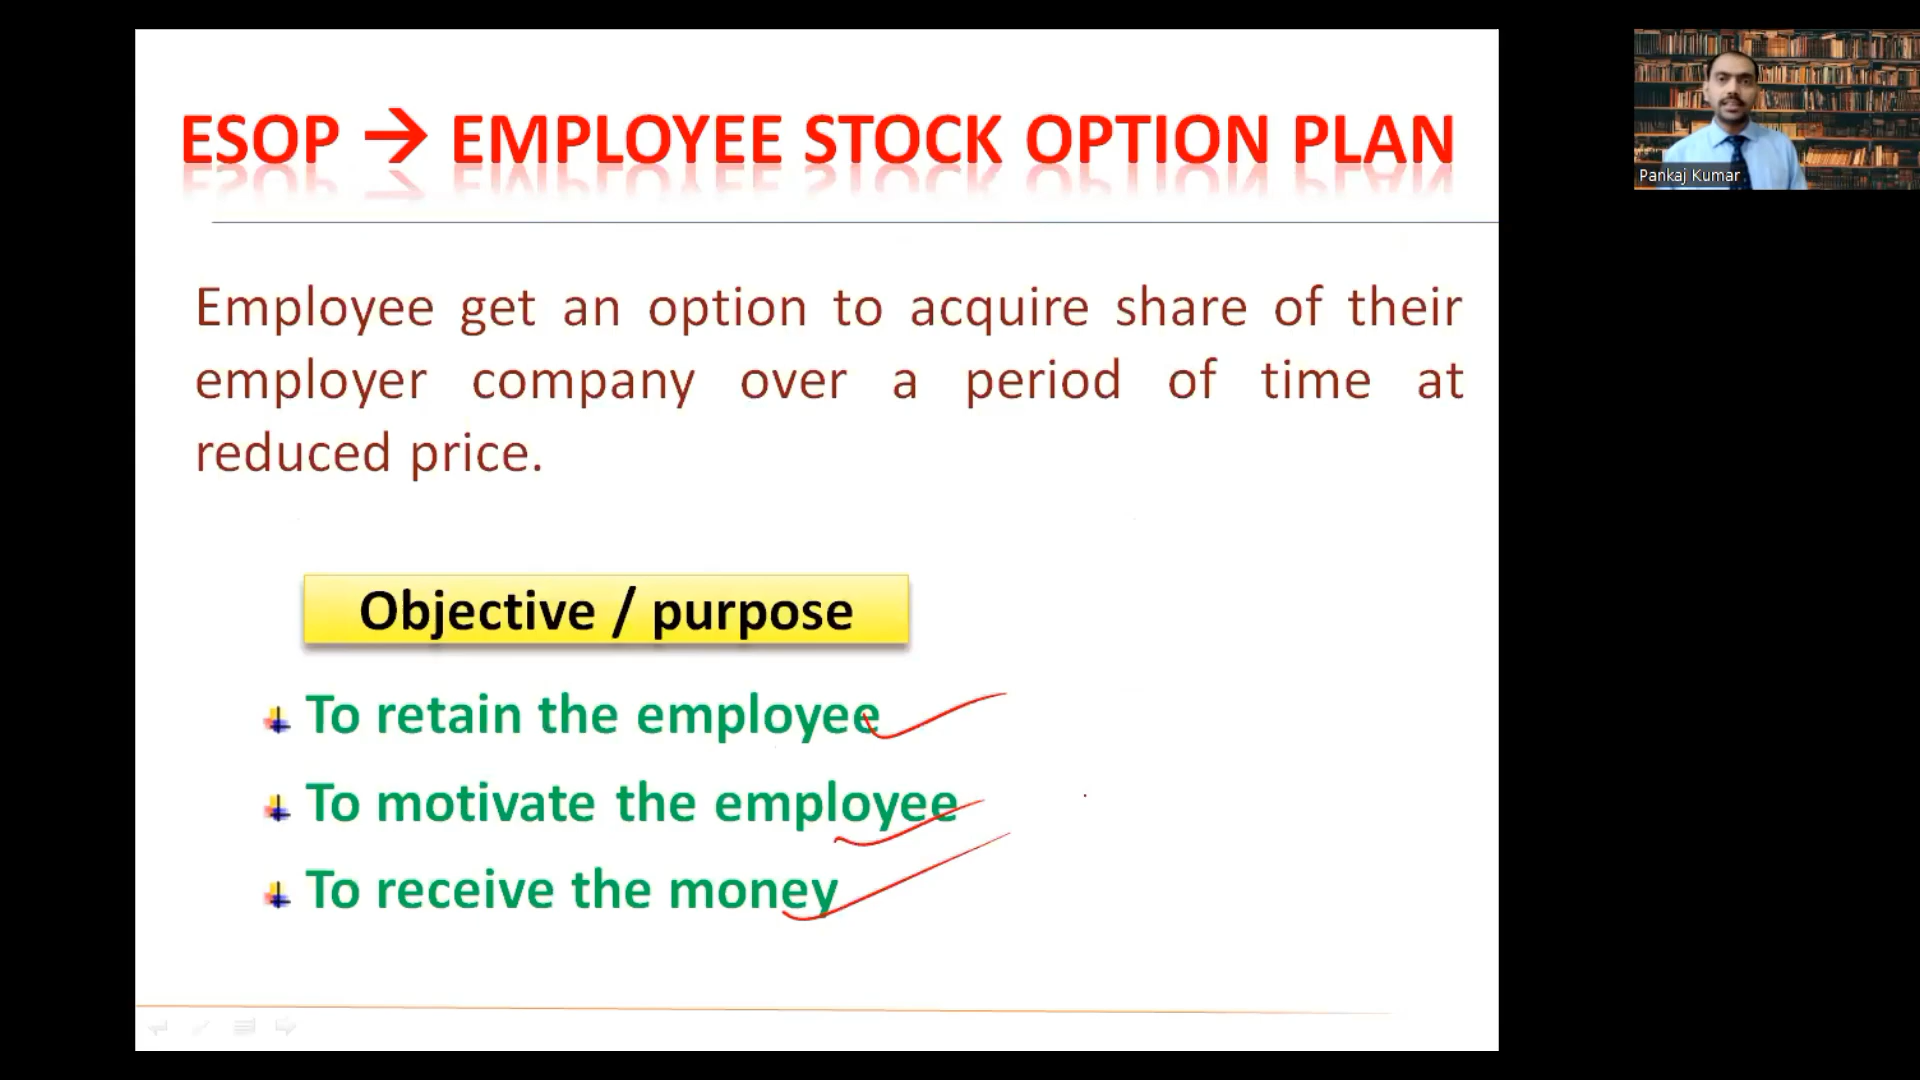 ESOP → EMPLOYEE STOCK OPTION PLAN
Employee get an option to acquire share of their
employer company over a period of time at
reduced price.
Objective / purpose
To retain the employee
To motivate the employee
To receive the money
Pankaj Kumar